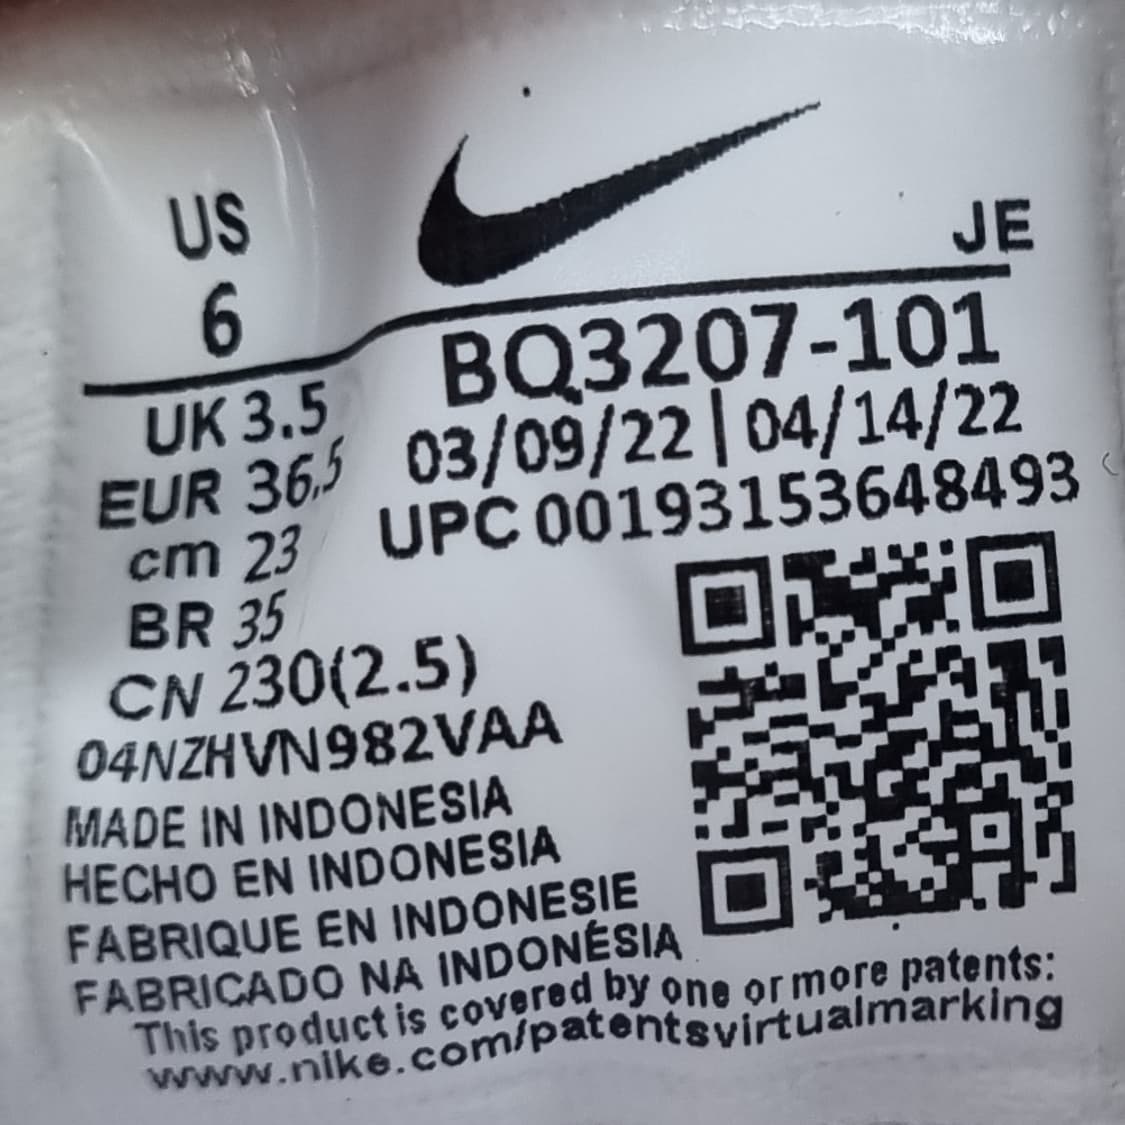 US
6
JE
BQ3207-101
03/09/22 | 04/14/22
UPC 00193153648493
UK 3.5
EUR 36.5
cm 23
BR 35
CN 230(2.5)
04NZHVN982VAA
MADE IN INDONESIA
HECHO EN INDONESIA
FABRIQUE EN INDONESIE
FABRICADO NA INDONÉSIA
This product is covered by one or more patents:
www.nike.com/patentsvirtualmarking